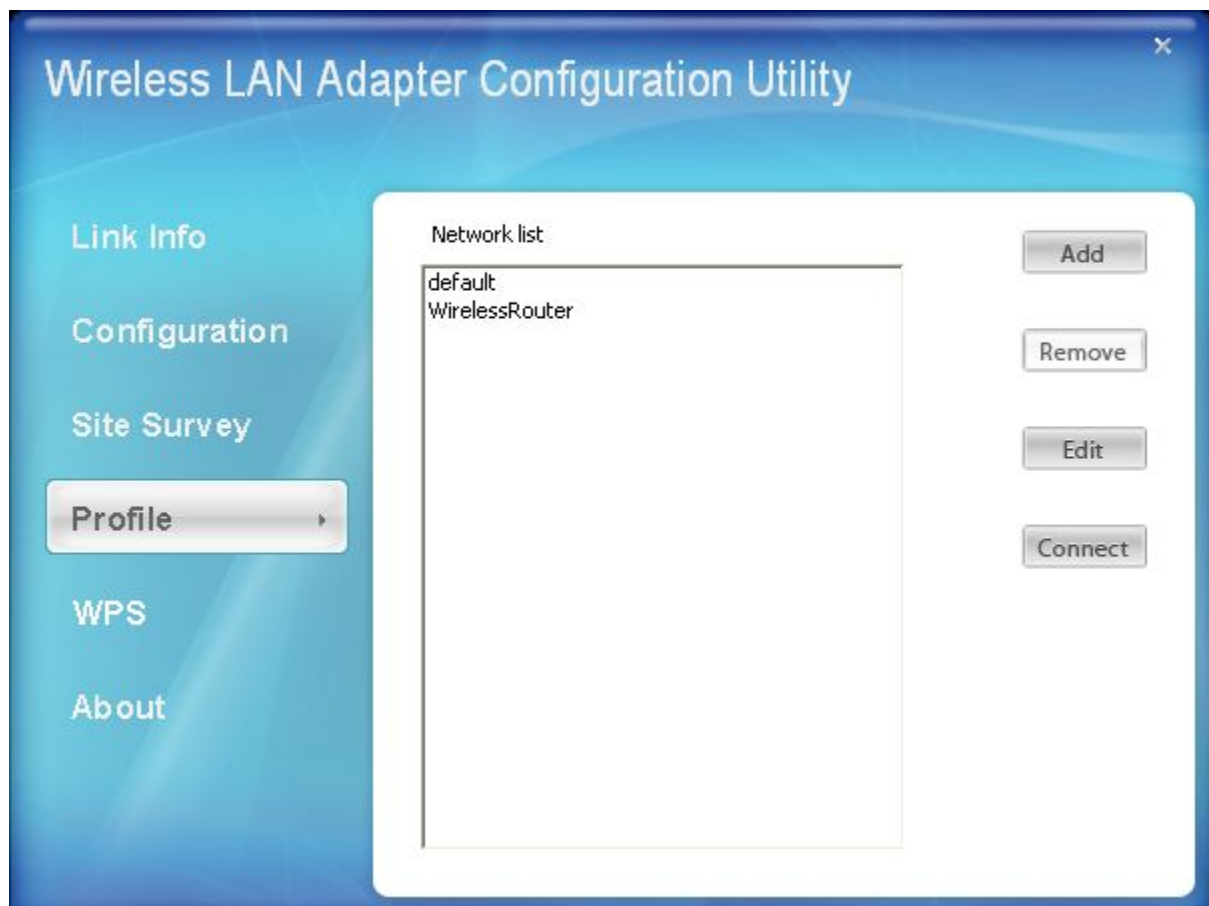 Wireless LAN Adapter Configuration Utility
Link Info
Configuration
Site Survey
Profile
WPS
About
Network list
default
WirelessRouter
Add
Remove
Edit
Connect